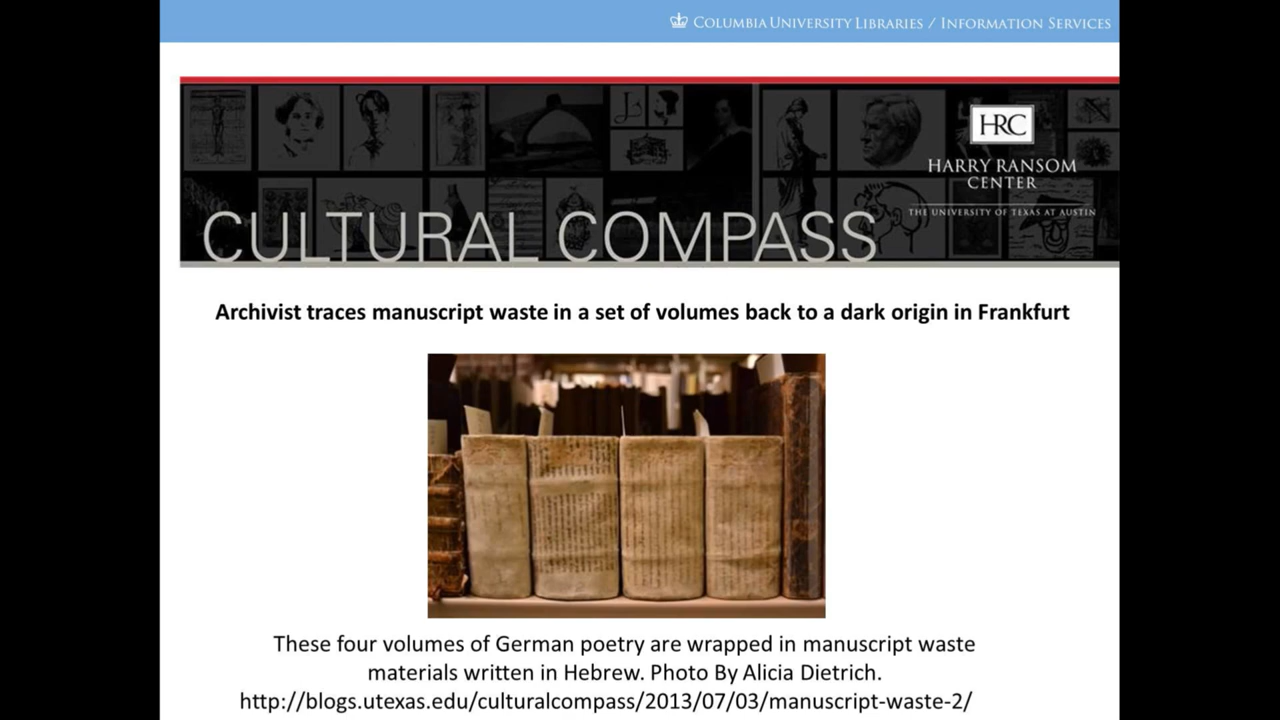 COLUMBIA UNIVERSITY LIBRARIES / INFORMATION SERVICES
HRC
HARRY RANSOM
CENTER
THE UNIVERSITY OF TEXAS AT AUSTIN
CULTURAL COMPASS
Archivist traces manuscript waste in a set of volumes back to a dark origin in Frankfurt
These four volumes of German poetry are wrapped in manuscript waste
materials written in Hebrew. Photo By Alicia Dietrich.
http://blogs.utexas.edu/culturalcompass/2013/07/03/manuscript-waste-2/